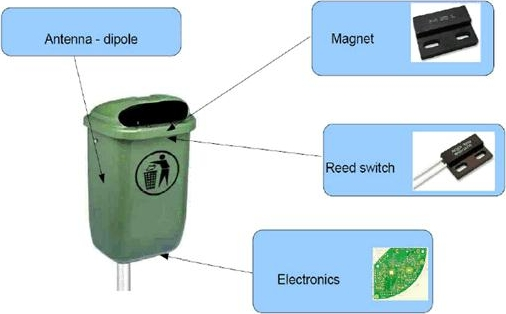 Antenna - dipole
Magnet
Reed switch
Electronics